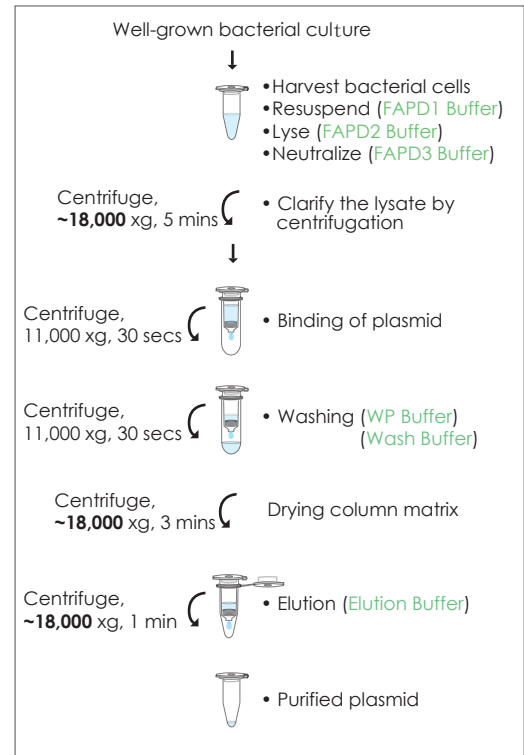 Well-grown bacterial culture
• Harvest bacterial cells
• Resuspend (FAPD1 Buffer)
• Lyse (FAPD2 Buffer)
• Neutralize (FAPD3 Buffer)
Centrifuge,
~18,000 xg, 5 mins
• Clarify the lysate by
centrifugation
Centrifuge,
11,000 xg, 30 secs
• Binding of plasmid
Centrifuge,
11,000 xg, 30 secs
• Washing (WP Buffer)
(Wash Buffer)
Centrifuge,
~18,000 xg, 3 mins
Drying column matrix
Centrifuge,
~18,000 xg, 1 min
• Elution (Elution Buffer)
• Purified plasmid